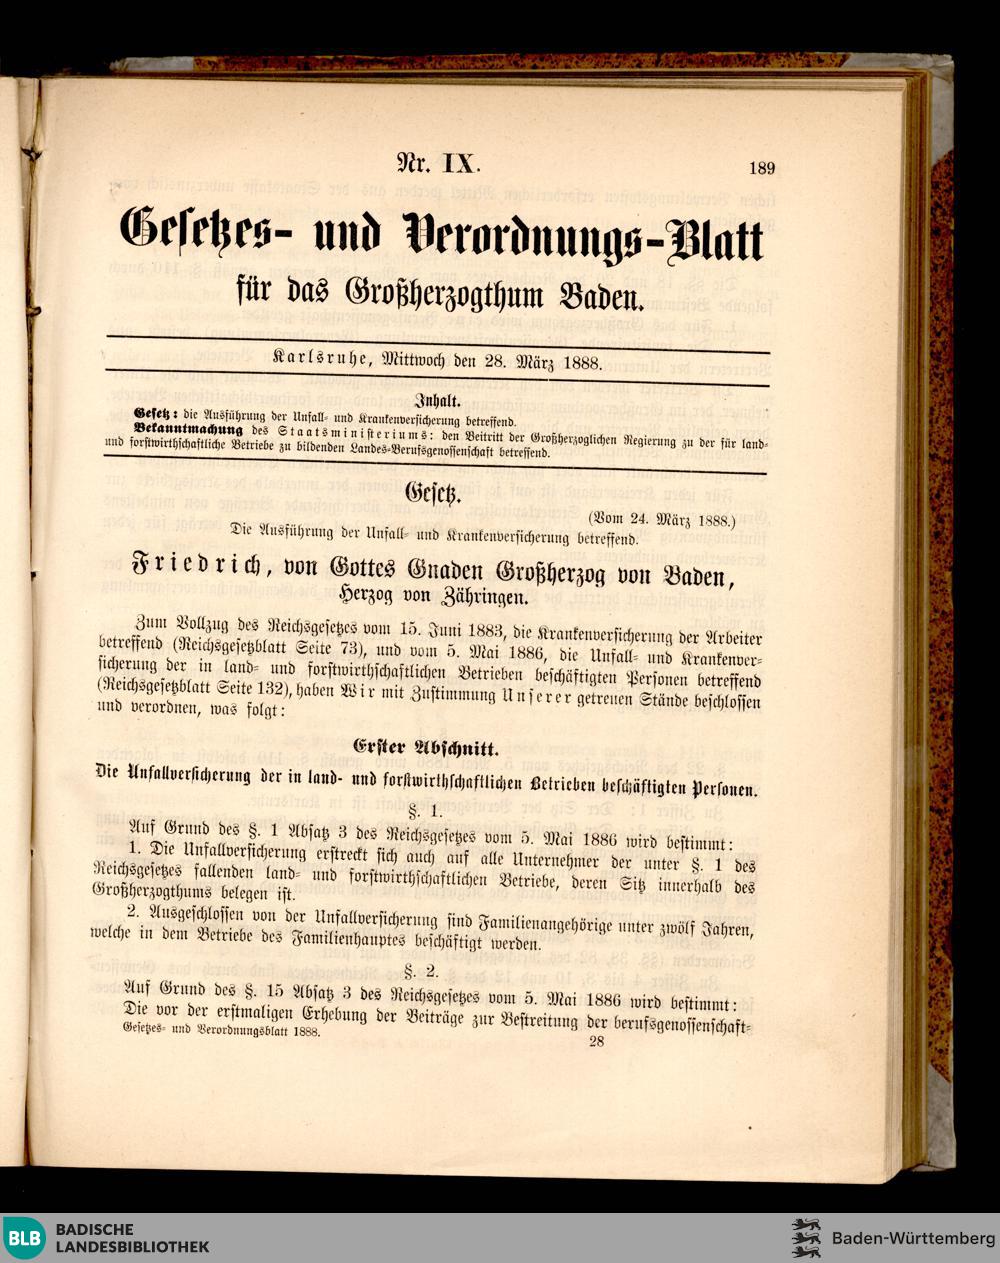 Nr. IX.
189
Gesetzes- und Verordnungs-Blatt
für das Großherzogthum Baden.
Karlsruhe, Mittwoch den 28. März 1888.
Inhalt.
Gesetz: die Ausführung der Unfall- und Krankenversicherung betreffend.
Bekanntmachung des Staatsministeriums: den Beitritt der Großherzoglichen Regierung zu der für land-
und forstwirthschaftliche Betriebe zu bildenden Landes-Berufsgenossenschaft betreffend.
Gesetz.
(Vom 24. März 1888.)
Die Ausführung der Unfall- und Krankenversicherung betreffend.
Friedrich, von Gottes Gnaden Großherzog von Baden,
Herzog von Zähringen.
Zum Vollzug des Reichsgesetzes vom 15. Juni 1883, die Krankenversicherung der Arbeiter
betreffend (Reichsgesetzblatt Seite 73), und vom 5. Mai 1886, die Unfall- und Krankenver-
sicherung der in land- und forstwirthschaftlichen Betrieben beschäftigten Personen betreffend
(Reichsgesetzblatt Seite 132), haben Wir mit Zustimmung Unserer getreuen Stände beschlossen
und verordnen, was folgt:
Erster Abschnitt.
Die Unfallversicherung der in land- und forstwirthschaftlichen Betrieben beschäftigten Personen.
§. 1.
Auf Grund des §. 1 Absatz 3 des Reichsgesetzes vom 5. Mai 1886 wird bestimmt:
1. Die Unfallversicherung erstreckt sich auch auf alle Unternehmer der unter §. 1 des
Reichsgesetzes fallenden land- und forstwirthschaftlichen Betriebe, deren Sitz innerhalb des
Großherzogthums belegen ist.
2. Ausgeschlossen von der Unfallversicherung sind Familienangehörige unter zwölf Jahren,
welche in dem Betriebe des Familienhauptes beschäftigt werden.
§. 2.
Auf Grund des §. 15 Absatz 3 des Reichsgesetzes vom 5. Mai 1886 wird bestimmt:
Die vor der erstmaligen Erhebung der Beiträge zur Bestreitung der berufsgenossenschaft-
Gesetzes- und Verordnungsblatt 1888.
28
BLB BADISCHE
LANDESBIBLIOTHEK
Baden-Württemberg